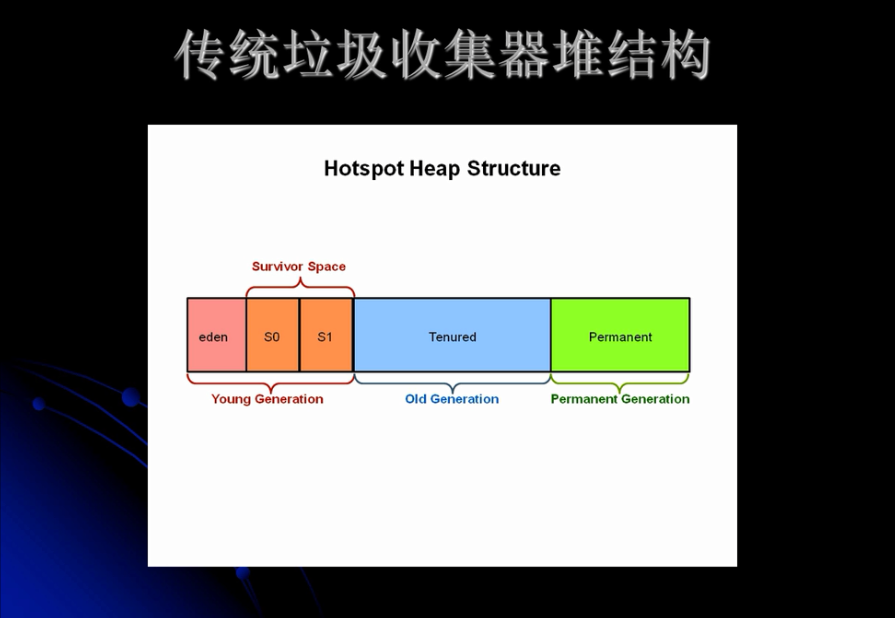 传统垃圾收集器堆结构
Hotspot Heap Structure
Survivor Space
eden S0 S1 Tenured Permanent
Young Generation Old Generation Permanent Generation